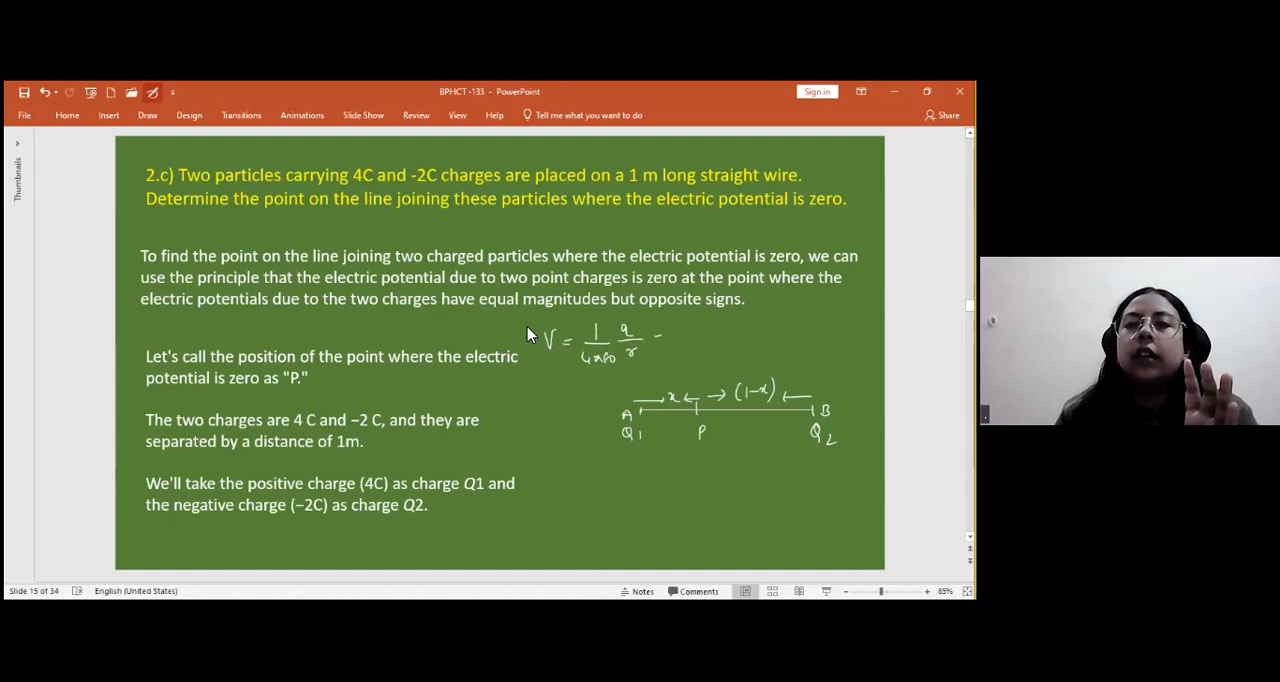 BPHCT-133 - PowerPoint
Sign in
File Home Insert Draw Design Transitions Animations Slide Show Review View Help Tell me what you want to do Share
Thumbnails
2.c) Two particles carrying 4C and -2C charges are placed on a 1 m long straight wire.
Determine the point on the line joining these particles where the electric potential is zero.
To find the point on the line joining two charged particles where the electric potential is zero, we can
use the principle that the electric potential due to two point charges is zero at the point where the
electric potentials due to the two charges have equal magnitudes but opposite signs.
V = 1/4πε0 q/r =
Let's call the position of the point where the electric
potential is zero as "P."
x (1-x)
A B
Q1 P Q2
The two charges are 4 C and −2 C, and they are
separated by a distance of 1m.
We'll take the positive charge (4C) as charge Q1 and
the negative charge (−2C) as charge Q2.
Slide 15 of 34 English (United States) Notes Comments 85%